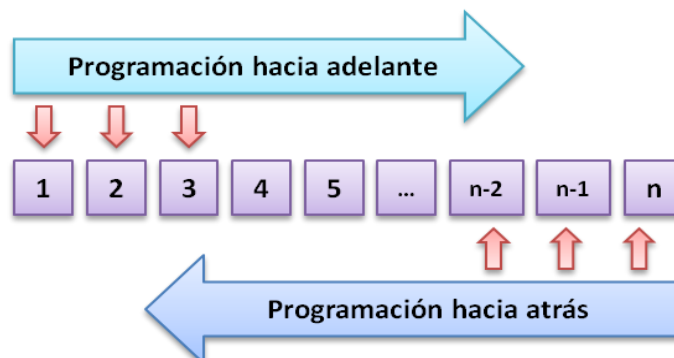 Programación hacia adelante
1 2 3 4 5 ... n-2 n-1 n
Programación hacia atrás